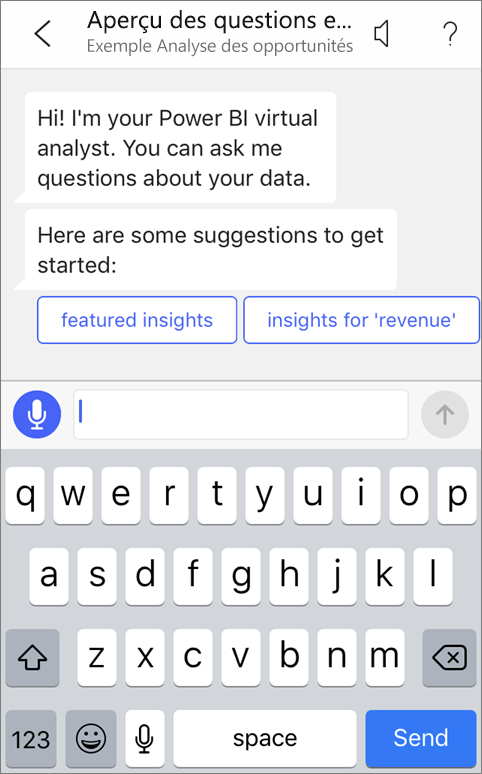 Aperçu des questions e...
Exemple Analyse des opportunités
?
Hi! I'm your Power BI virtual
analyst. You can ask me
questions about your data.
Here are some suggestions to get
started:
featured insights insights for 'revenue'
q w e r t y u i o p
a s d f g h j k l
z x c v b n m
123 space Send